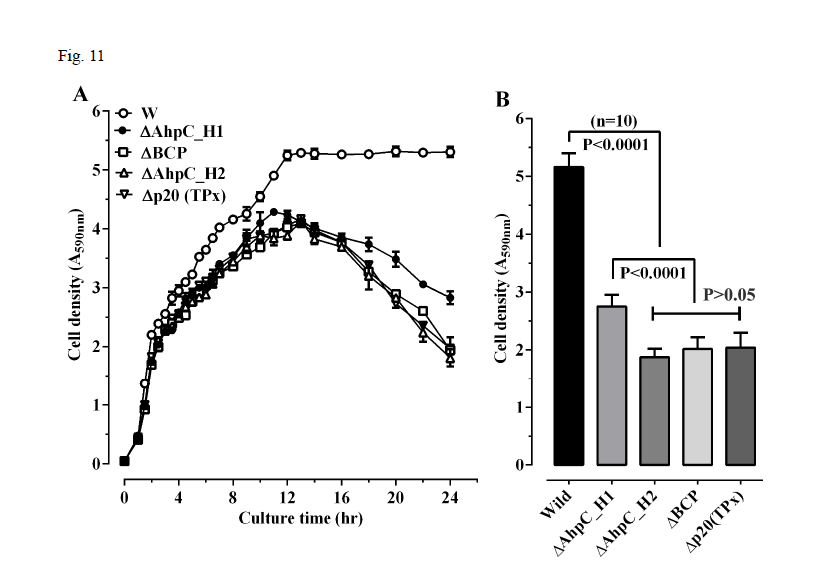 Fig. 11
A
W
ΔAhpC_H1
ΔBCP
ΔAhpC_H2
Δp20 (TPx)
6
5
4
3
2
1
0
Cell density (A590nm)
0 4 8 12 16 20 24
Culture time (hr)
B
(n=10)
P<0.0001
P<0.0001
P>0.05
6
5
4
3
2
1
0
Cell density (A590nm)
Wild ΔAhpC_H1 ΔAhpC_H2 ΔBCP Δp20(TPx)